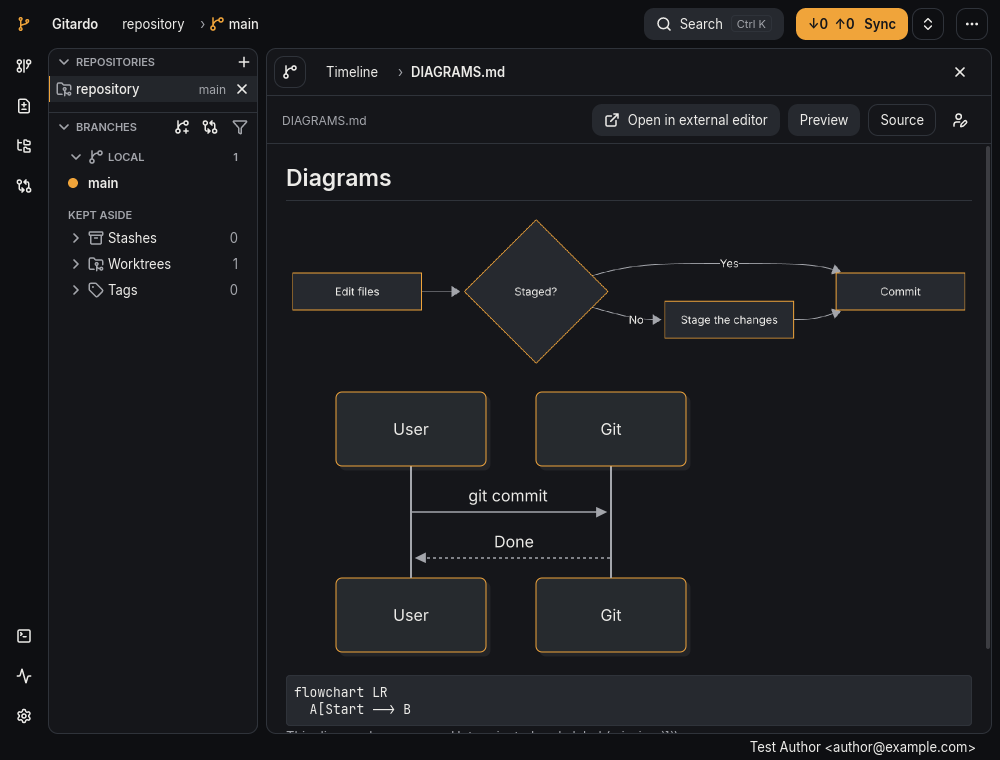 Gitardo repository › main Search Ctrl K ↓0 ↑0 Sync
REPOSITORIES
repository main
BRANCHES
LOCAL 1
main
KEPT ASIDE
Stashes 0
Worktrees 1
Tags 0
Timeline › DIAGRAMS.md
DIAGRAMS.md Open in external editor Preview Source
Diagrams
Edit files
Staged?
Yes
No
Stage the changes
Commit
User Git
git commit
Done
User Git
flowchart LR
A[Start ──> B
Test Author <author@example.com>